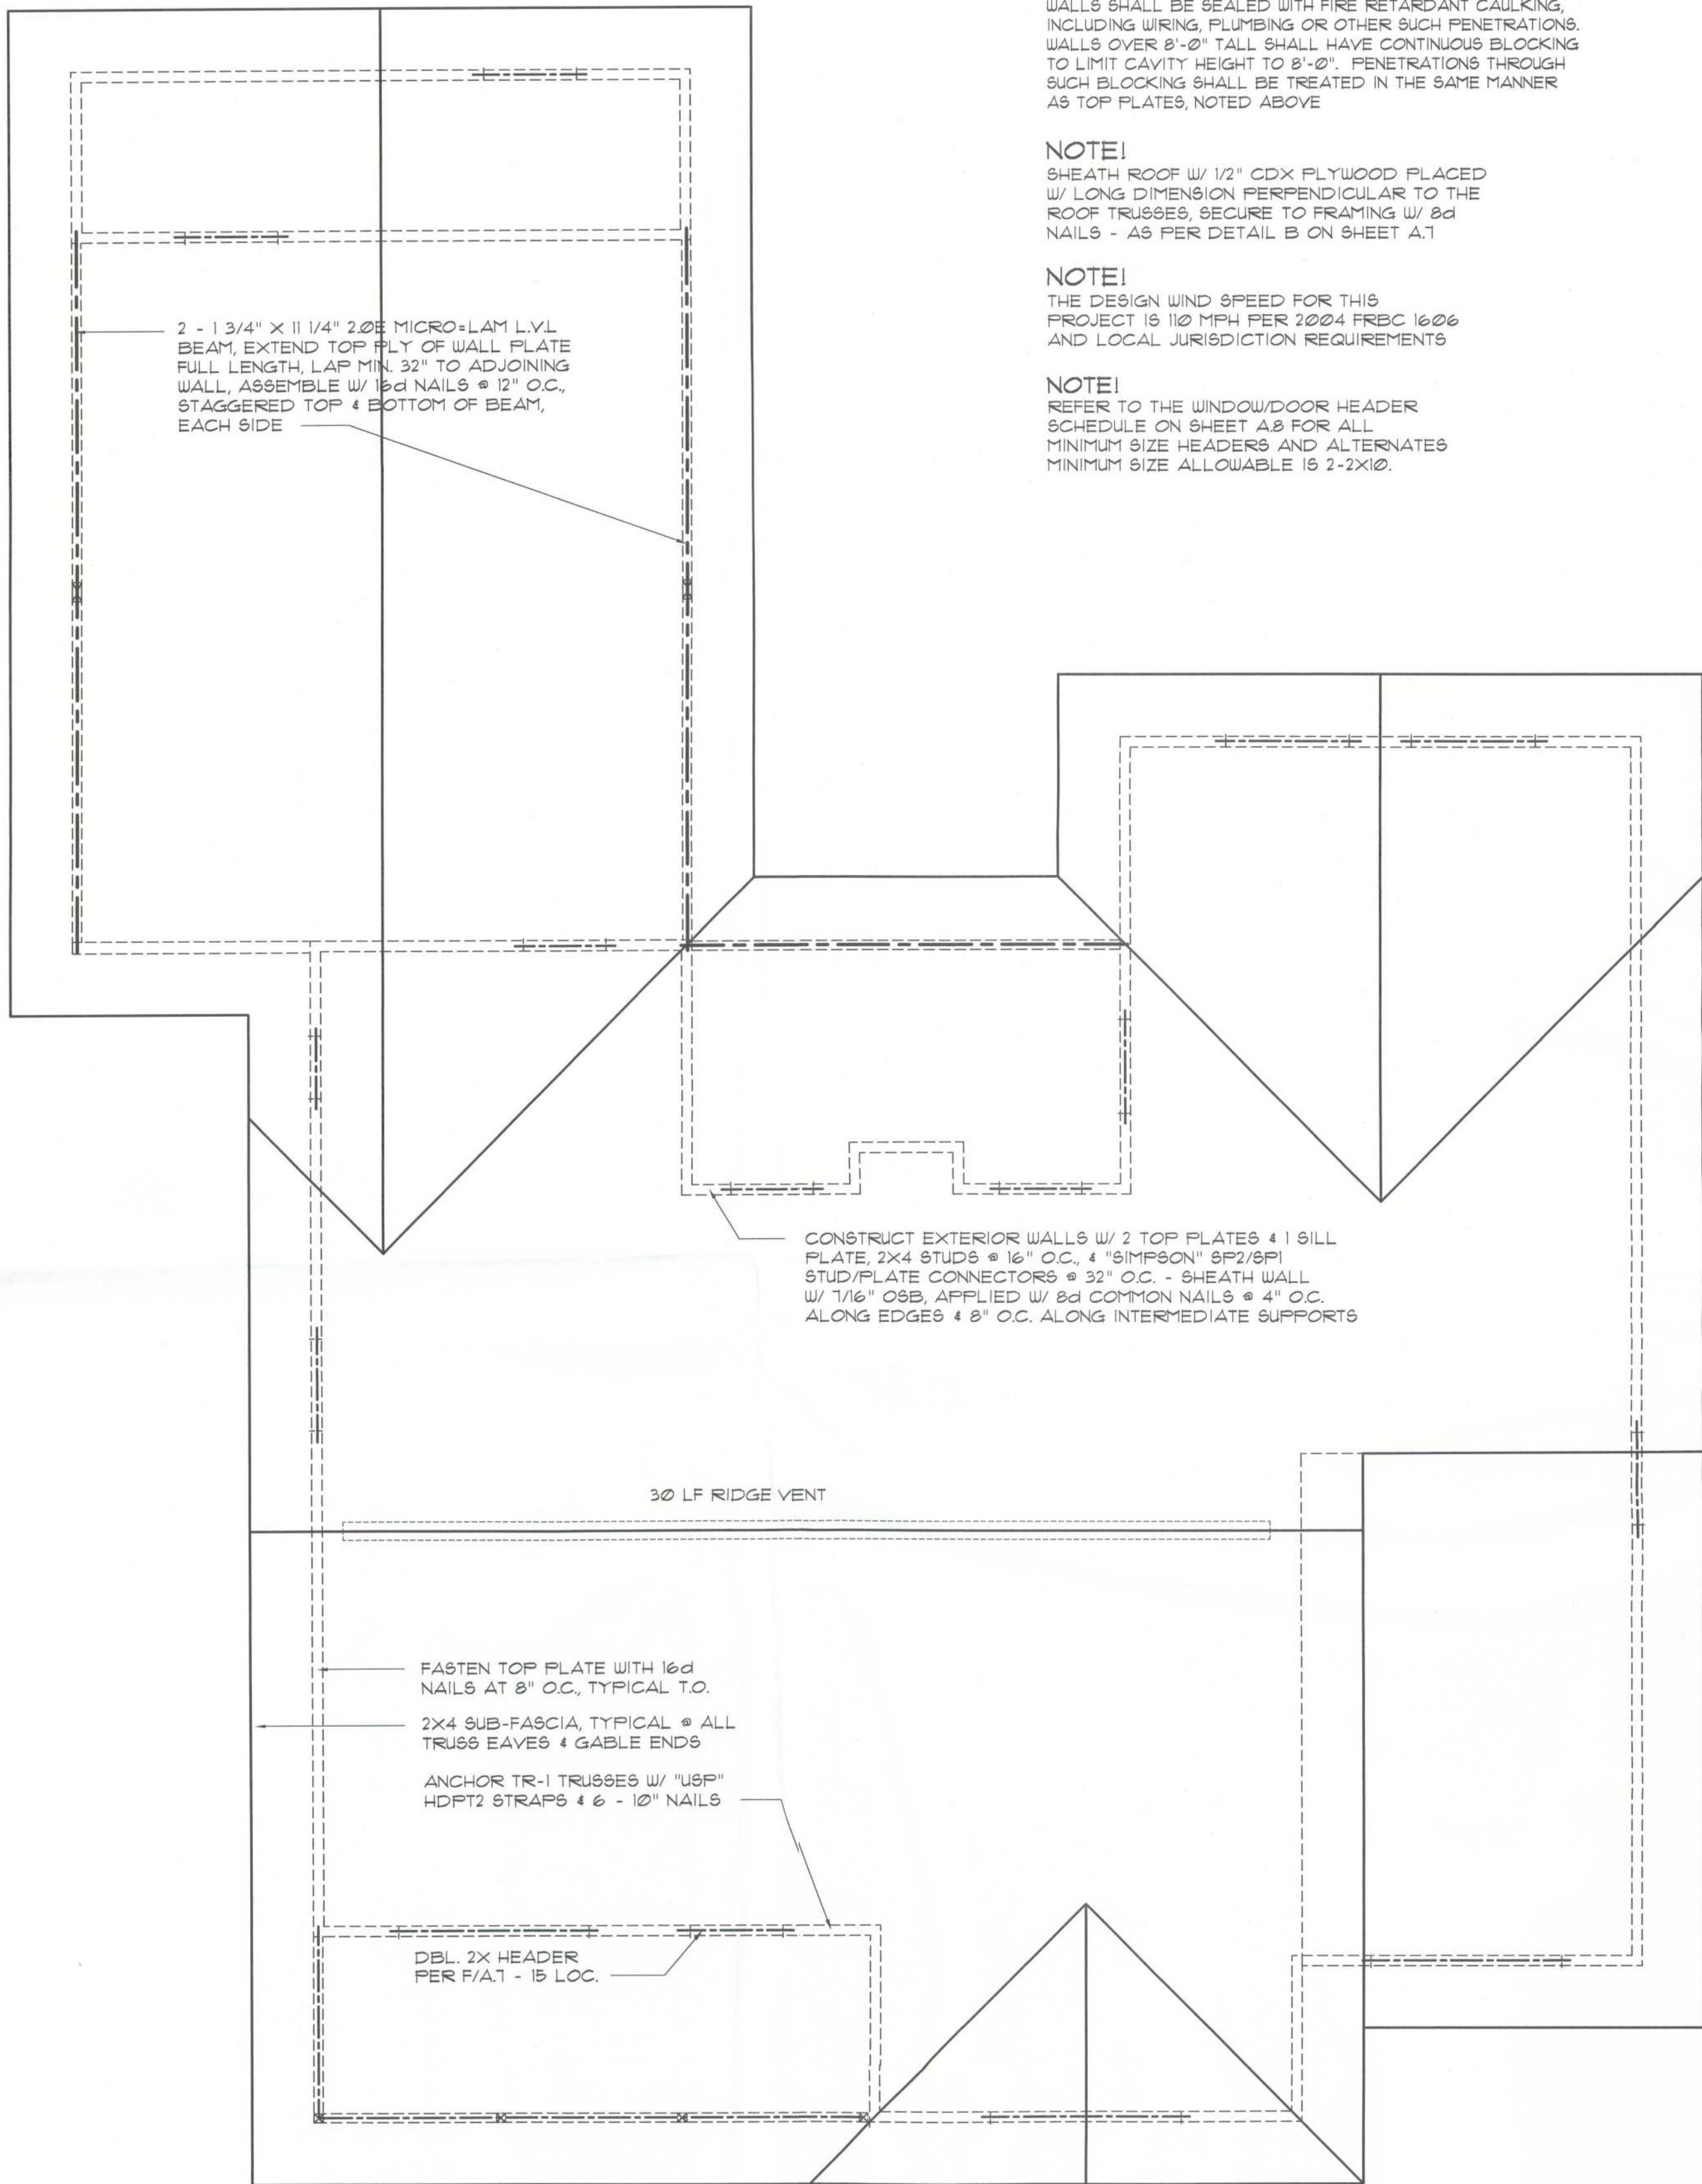 WALLS SHALL BE SEALED WITH FIRE RETARDANT CAULKING,
INCLUDING WIRING, PLUMBING OR OTHER SUCH PENETRATIONS.
WALLS OVER 8'-0" TALL SHALL HAVE CONTINUOUS BLOCKING
TO LIMIT CAVITY HEIGHT TO 8'-0". PENETRATIONS THROUGH
SUCH BLOCKING SHALL BE TREATED IN THE SAME MANNER
AS TOP PLATES, NOTED ABOVE
NOTE!
SHEATH ROOF W/ 1/2" CDX PLYWOOD PLACED
W/ LONG DIMENSION PERPENDICULAR TO THE
ROOF TRUSSES, SECURE TO FRAMING W/ 8d
NAILS - AS PER DETAIL B ON SHEET A.7
NOTE!
THE DESIGN WIND SPEED FOR THIS
PROJECT IS 110 MPH PER 2004 FRBC 1606
AND LOCAL JURISDICTION REQUIREMENTS
NOTE!
REFER TO THE WINDOW/DOOR HEADER
SCHEDULE ON SHEET A.8 FOR ALL
MINIMUM SIZE HEADERS AND ALTERNATES
MINIMUM SIZE ALLOWABLE IS 2-2X10.
2 - 1 3/4" X 11 1/4" 2.0E MICRO=LAM L.V.L
BEAM, EXTEND TOP PLY OF WALL PLATE
FULL LENGTH, LAP MIN. 32" TO ADJOINING
WALL, ASSEMBLE W/ 16d NAILS @ 12" O.C.,
STAGGERED TOP & BOTTOM OF BEAM,
EACH SIDE
CONSTRUCT EXTERIOR WALLS W/ 2 TOP PLATES & 1 SILL
PLATE, 2X4 STUDS @ 16" O.C., & "SIMPSON" SP2/SP1
STUD/PLATE CONNECTORS @ 32" O.C. - SHEATH WALL
W/ 7/16" OSB, APPLIED W/ 8d COMMON NAILS @ 4" O.C.
ALONG EDGES & 8" O.C. ALONG INTERMEDIATE SUPPORTS
30 LF RIDGE VENT
FASTEN TOP PLATE WITH 16d
NAILS AT 8" O.C., TYPICAL T.O.
2X4 SUB-FASCIA, TYPICAL @ ALL
TRUSS EAVES & GABLE ENDS
ANCHOR TR-1 TRUSSES W/ "USP"
HDPT2 STRAPS & 6 - 10" NAILS
DBL. 2X HEADER
PER F/A.7 - 15 LOC.